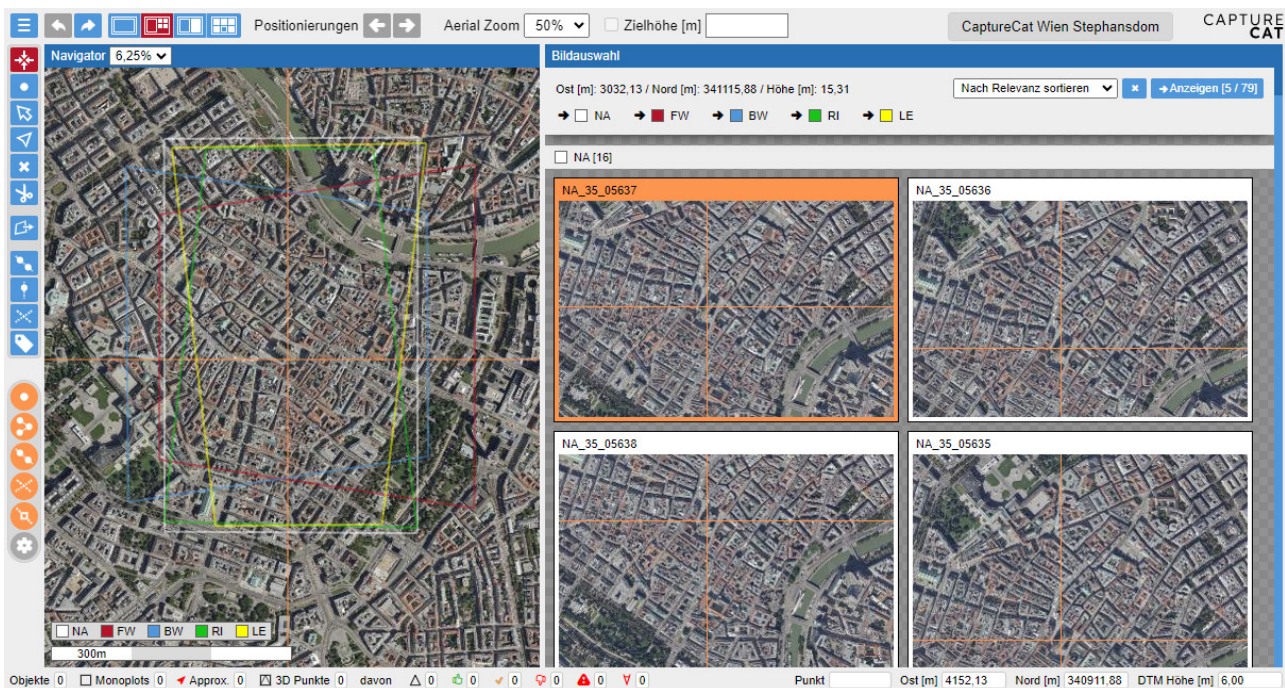 Positionierungen
Aerial Zoom 50% Zielhöhe [m]
CaptureCat Wien Stephansdom
CAPTURE
CAT
Navigator 6,25%
NA FW BW RI LE
300m
Bildauswahl
Ost [m]: 3032,13 / Nord [m]: 341115,88 / Höhe [m]: 15,31
Nach Relevanz sortieren
Anzeigen [5 / 79]
NA FW BW RI LE
NA [16]
NA_35_05637
NA_35_05636
NA_35_05638
NA_35_05635
Objekte 0 Monoplots 0 Approx. 0 3D Punkte 0 davon 0 0 0 0 0 0 Punkt Ost [m] 4152,13 Nord [m] 340911,88 DTM Höhe [m] 6,00